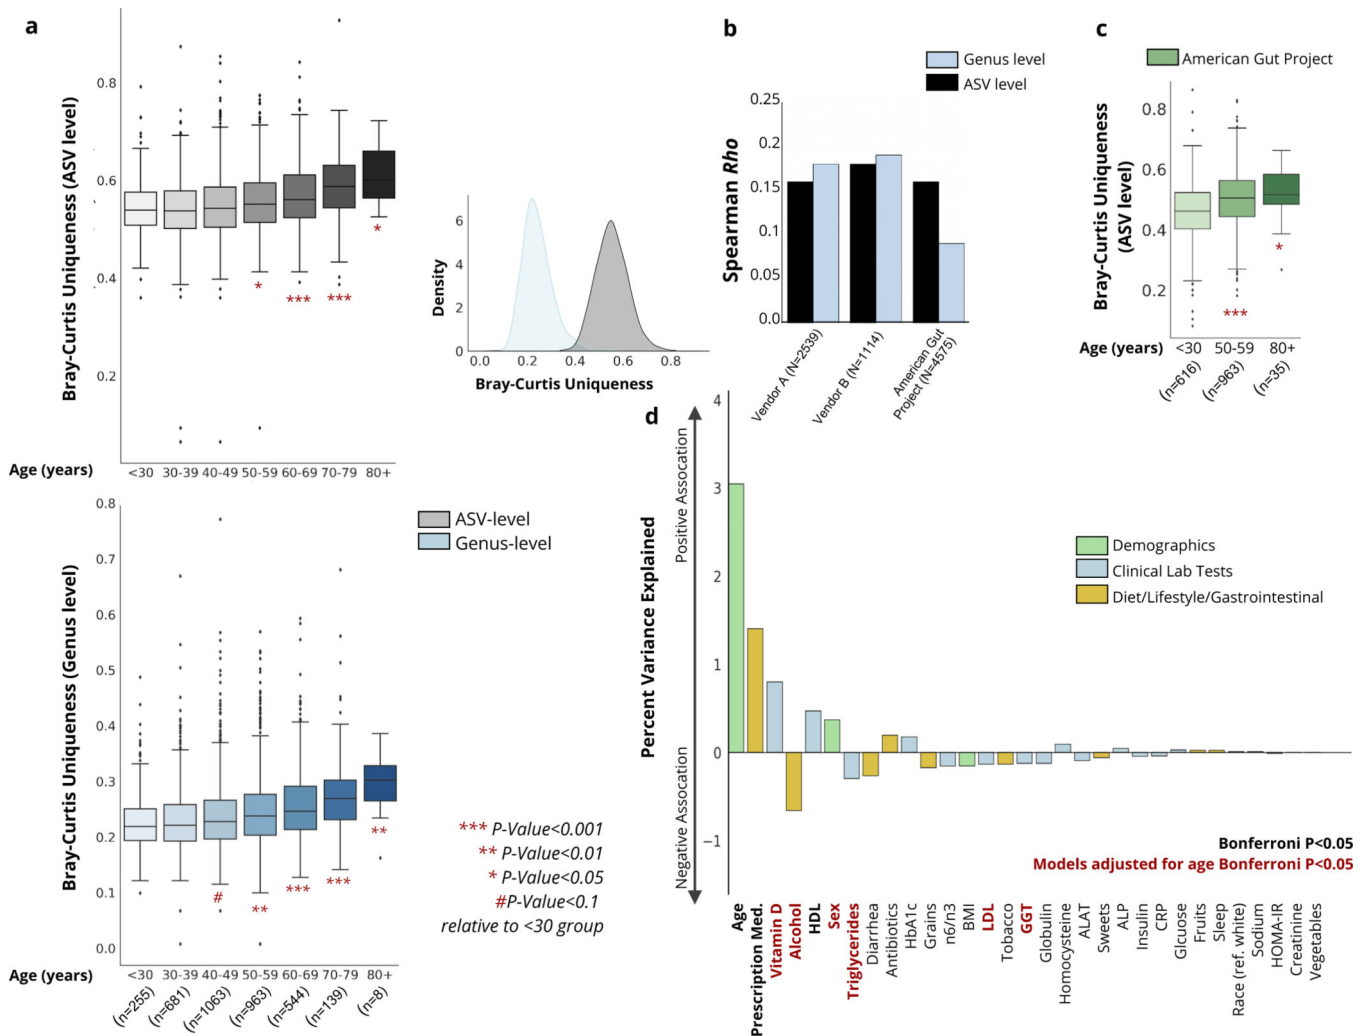 a
Bray-Curtis Uniqueness (ASV level)
0.8
0.6
0.4
0.2
*
***
***
*
Age (years)
<30 30-39 40-49 50-59 60-69 70-79 80+
Density
6
4
2
0
0.0 0.2 0.4 0.6 0.8
Bray-Curtis Uniqueness
ASV-level
Genus-level
Bray-Curtis Uniqueness (Genus level)
0.8
0.7
0.6
0.5
0.4
0.3
0.2
0.1
0.0
#
**
***
***
**
Age (years)
<30 30-39 40-49 50-59 60-69 70-79 80+
(n=255) (n=681) (n=1063) (n=963) (n=544) (n=139) (n=8)
*** P-Value<0.001
** P-Value<0.01
* P-Value<0.05
#P-Value<0.1
relative to <30 group
b
Genus level
ASV level
Spearman Rho
0.25
0.2
0.15
0.1
0.05
0.0
Vendor A (N=2539)
Vendor B (N=1114)
American Gut
Project (N=4575)
c
American Gut Project
Bray-Curtis Uniqueness
(ASV level)
0.8
0.6
0.4
0.2
***
*
Age (years)
<30 50-59 80+
(n=616) (n=963) (n=35)
d
Positive Assocation
Negative Assocation
Percent Variance Explained
4
3
2
1
0
−1
Demographics
Clinical Lab Tests
Diet/Lifestyle/Gastrointestinal
Bonferroni P<0.05
Models adjusted for age Bonferroni P<0.05
Age
Prescription Med.
Vitamin D
Alcohol
HDL
Sex
Triglycerides
Diarrhea
Antibiotics
HbA1c
Grains
n6/n3
BMI
LDL
Tobacco
GGT
Globulin
Homocysteine
ALAT
Sweets
ALP
Insulin
CRP
Glcuose
Fruits
Sleep
Race (ref. white)
Sodium
HOMA-IR
Creatinine
Vegetables